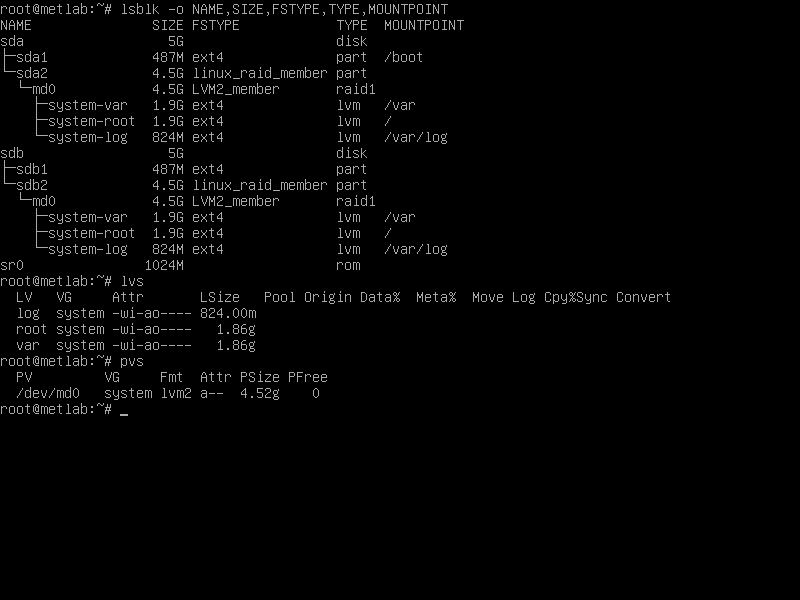 root@metlab:~# lsblk -o NAME,SIZE,FSTYPE,TYPE,MOUNTPOINT
NAME               SIZE FSTYPE            TYPE  MOUNTPOINT
sda                  5G                   disk
├─sda1             487M ext4              part  /boot
└─sda2             4.5G linux_raid_member part
  └─md0            4.5G LVM2_member       raid1
    ├─system-var   1.9G ext4              lvm   /var
    ├─system-root  1.9G ext4              lvm   /
    └─system-log   824M ext4              lvm   /var/log
sdb                  5G                   disk
├─sdb1             487M ext4              part
└─sdb2             4.5G linux_raid_member part
  └─md0            4.5G LVM2_member       raid1
    ├─system-var   1.9G ext4              lvm   /var
    ├─system-root  1.9G ext4              lvm   /
    └─system-log   824M ext4              lvm   /var/log
sr0               1024M                   rom
root@metlab:~# lvs
  LV   VG     Attr       LSize   Pool Origin Data%  Meta%  Move Log Cpy%Sync Convert
  log  system -wi-ao---- 824.00m
  root system -wi-ao----   1.86g
  var  system -wi-ao----   1.86g
root@metlab:~# pvs
  PV         VG     Fmt  Attr PSize PFree
  /dev/md0   system lvm2 a--  4.52g    0
root@metlab:~# _